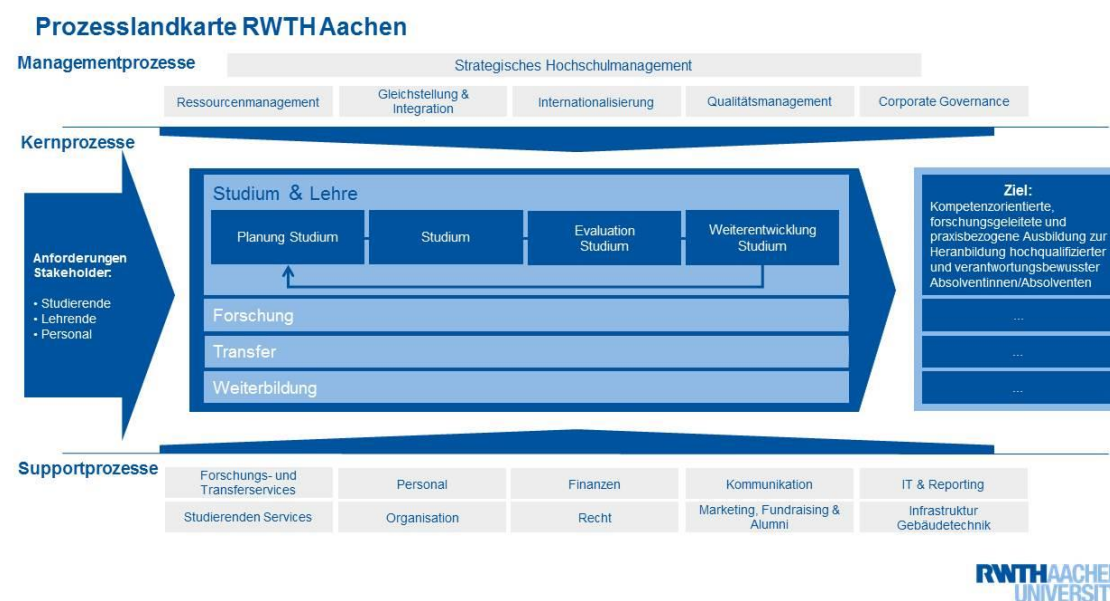 Prozesslandkarte RWTH Aachen
Managementprozesse
Strategisches Hochschulmanagement
Ressourcenmanagement
Gleichstellung &
Integration
Internationalisierung
Qualitätsmanagement
Corporate Governance
Kernprozesse
Anforderungen
Stakeholder:
• Studierende
• Lehrende
• Personal
Studium & Lehre
Planung Studium
Studium
Evaluation
Studium
Weiterentwicklung
Studium
Forschung
Transfer
Weiterbildung
Ziel:
Kompetenzorientierte,
forschungsgeleitete und
praxisbezogene Ausbildung zur
Heranbildung hochqualifizierter
und verantwortungsbewusster
Absolventinnen/Absolventen
...
...
...
Supportprozesse
Forschungs- und
Transferservices
Personal
Finanzen
Kommunikation
IT & Reporting
Studierenden Services
Organisation
Recht
Marketing, Fundraising &
Alumni
Infrastruktur
Gebäudetechnik
RWTHAACHEN
UNIVERSIT